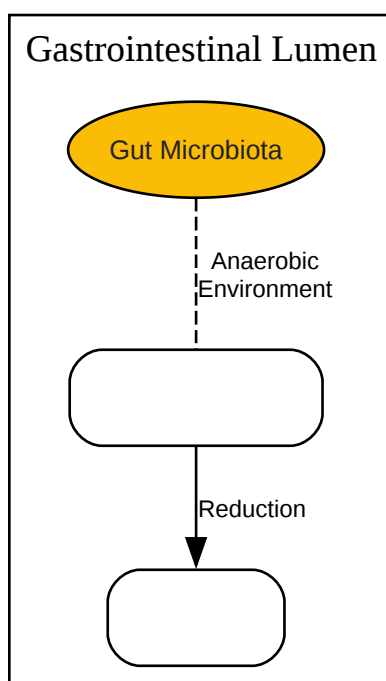 Gastrointestinal Lumen
Gut Microbiota
Anaerobic
Environment
Reduction